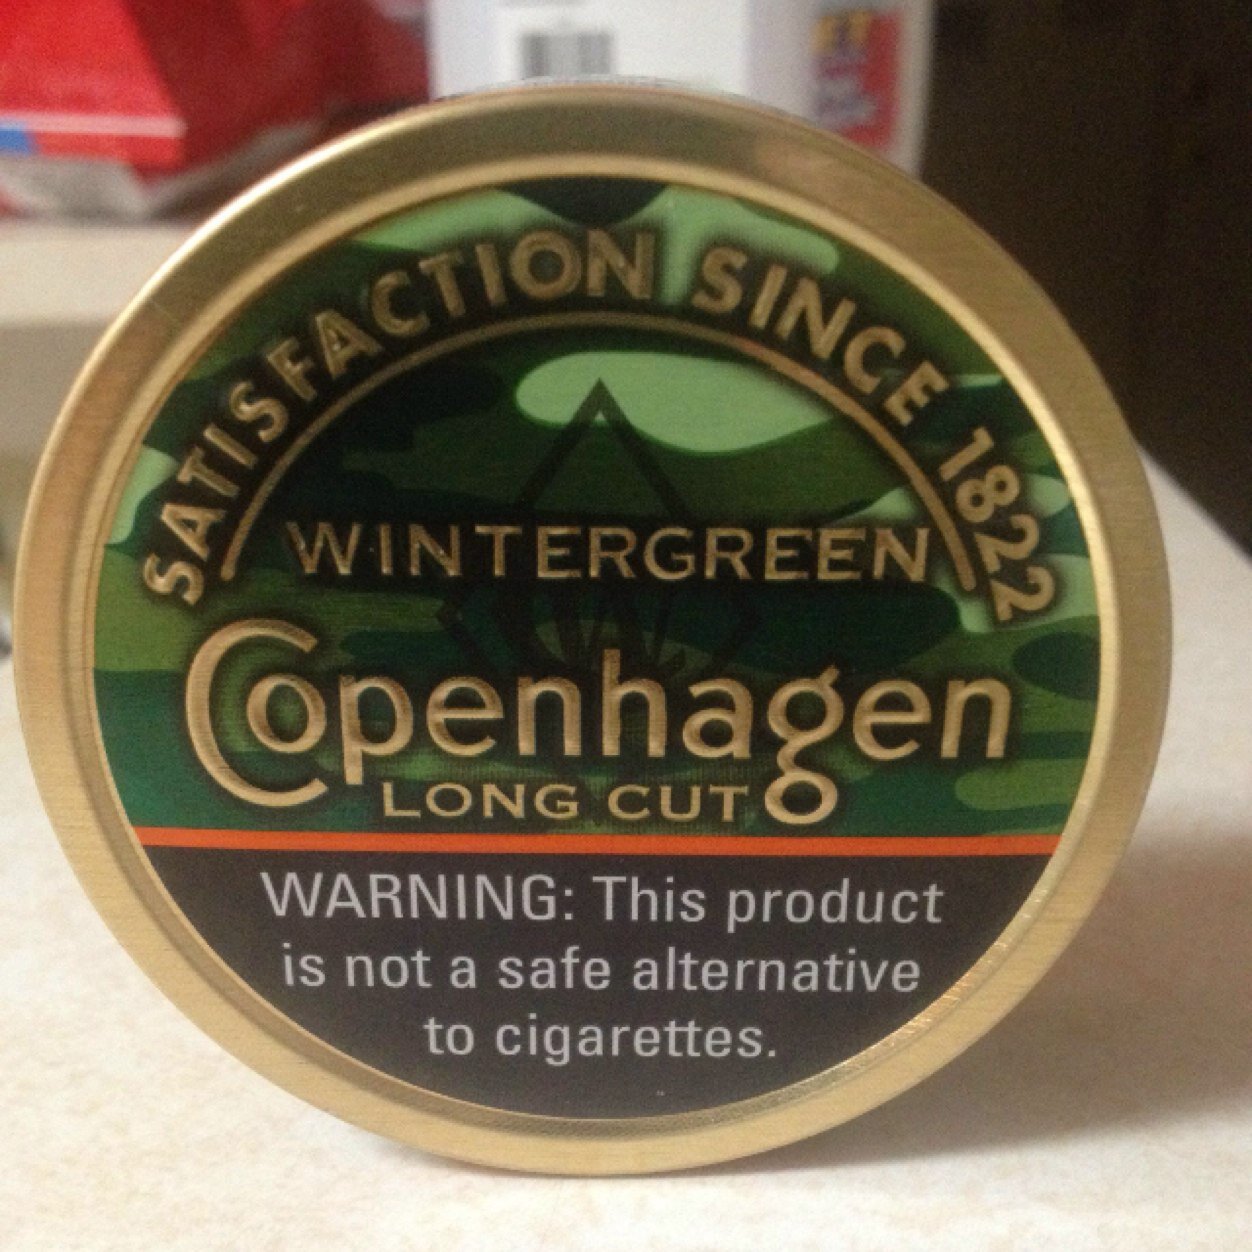 SATISFACTION SINCE 1822
WINTERGREEN
Copenhagen
LONG CUT
WARNING: This product
is not a safe alternative
to cigarettes.